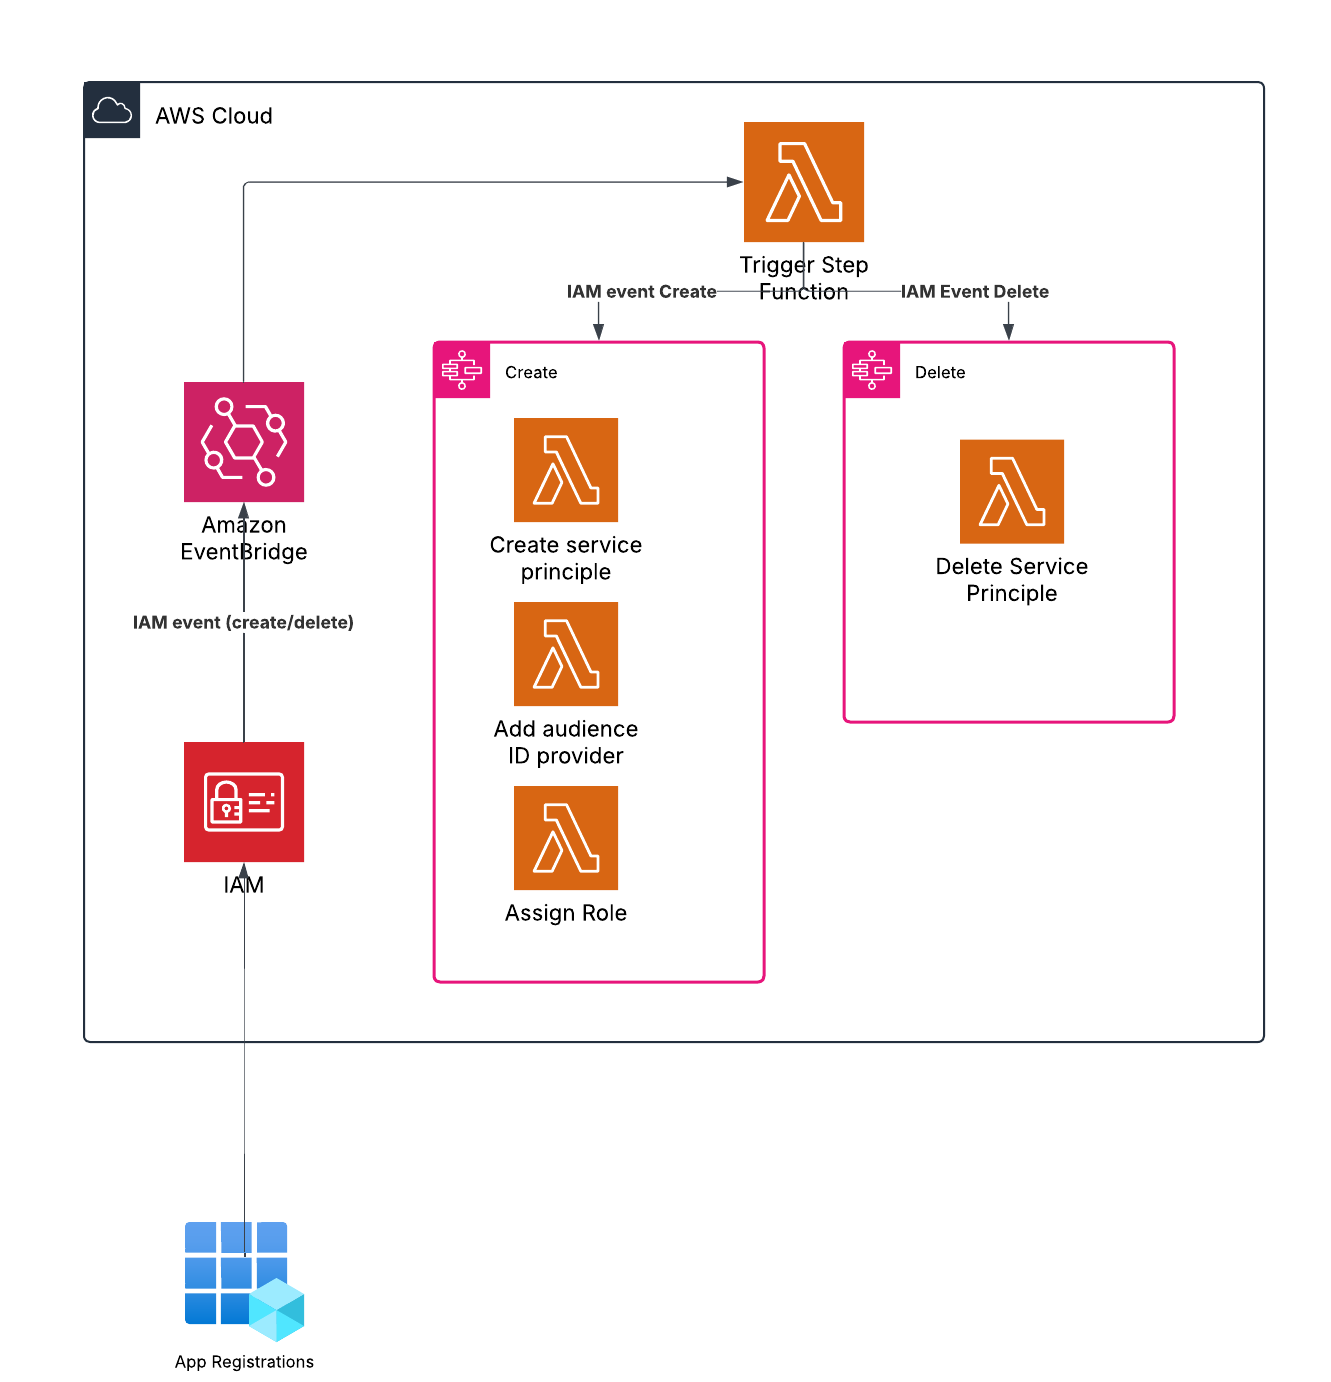 AWS Cloud
Trigger Step
Function
IAM event Create
IAM Event Delete
Create
Delete
Amazon
EventBridge
IAM event (create/delete)
IAM
Create service
principle
Add audience
ID provider
Assign Role
Delete Service
Principle
App Registrations